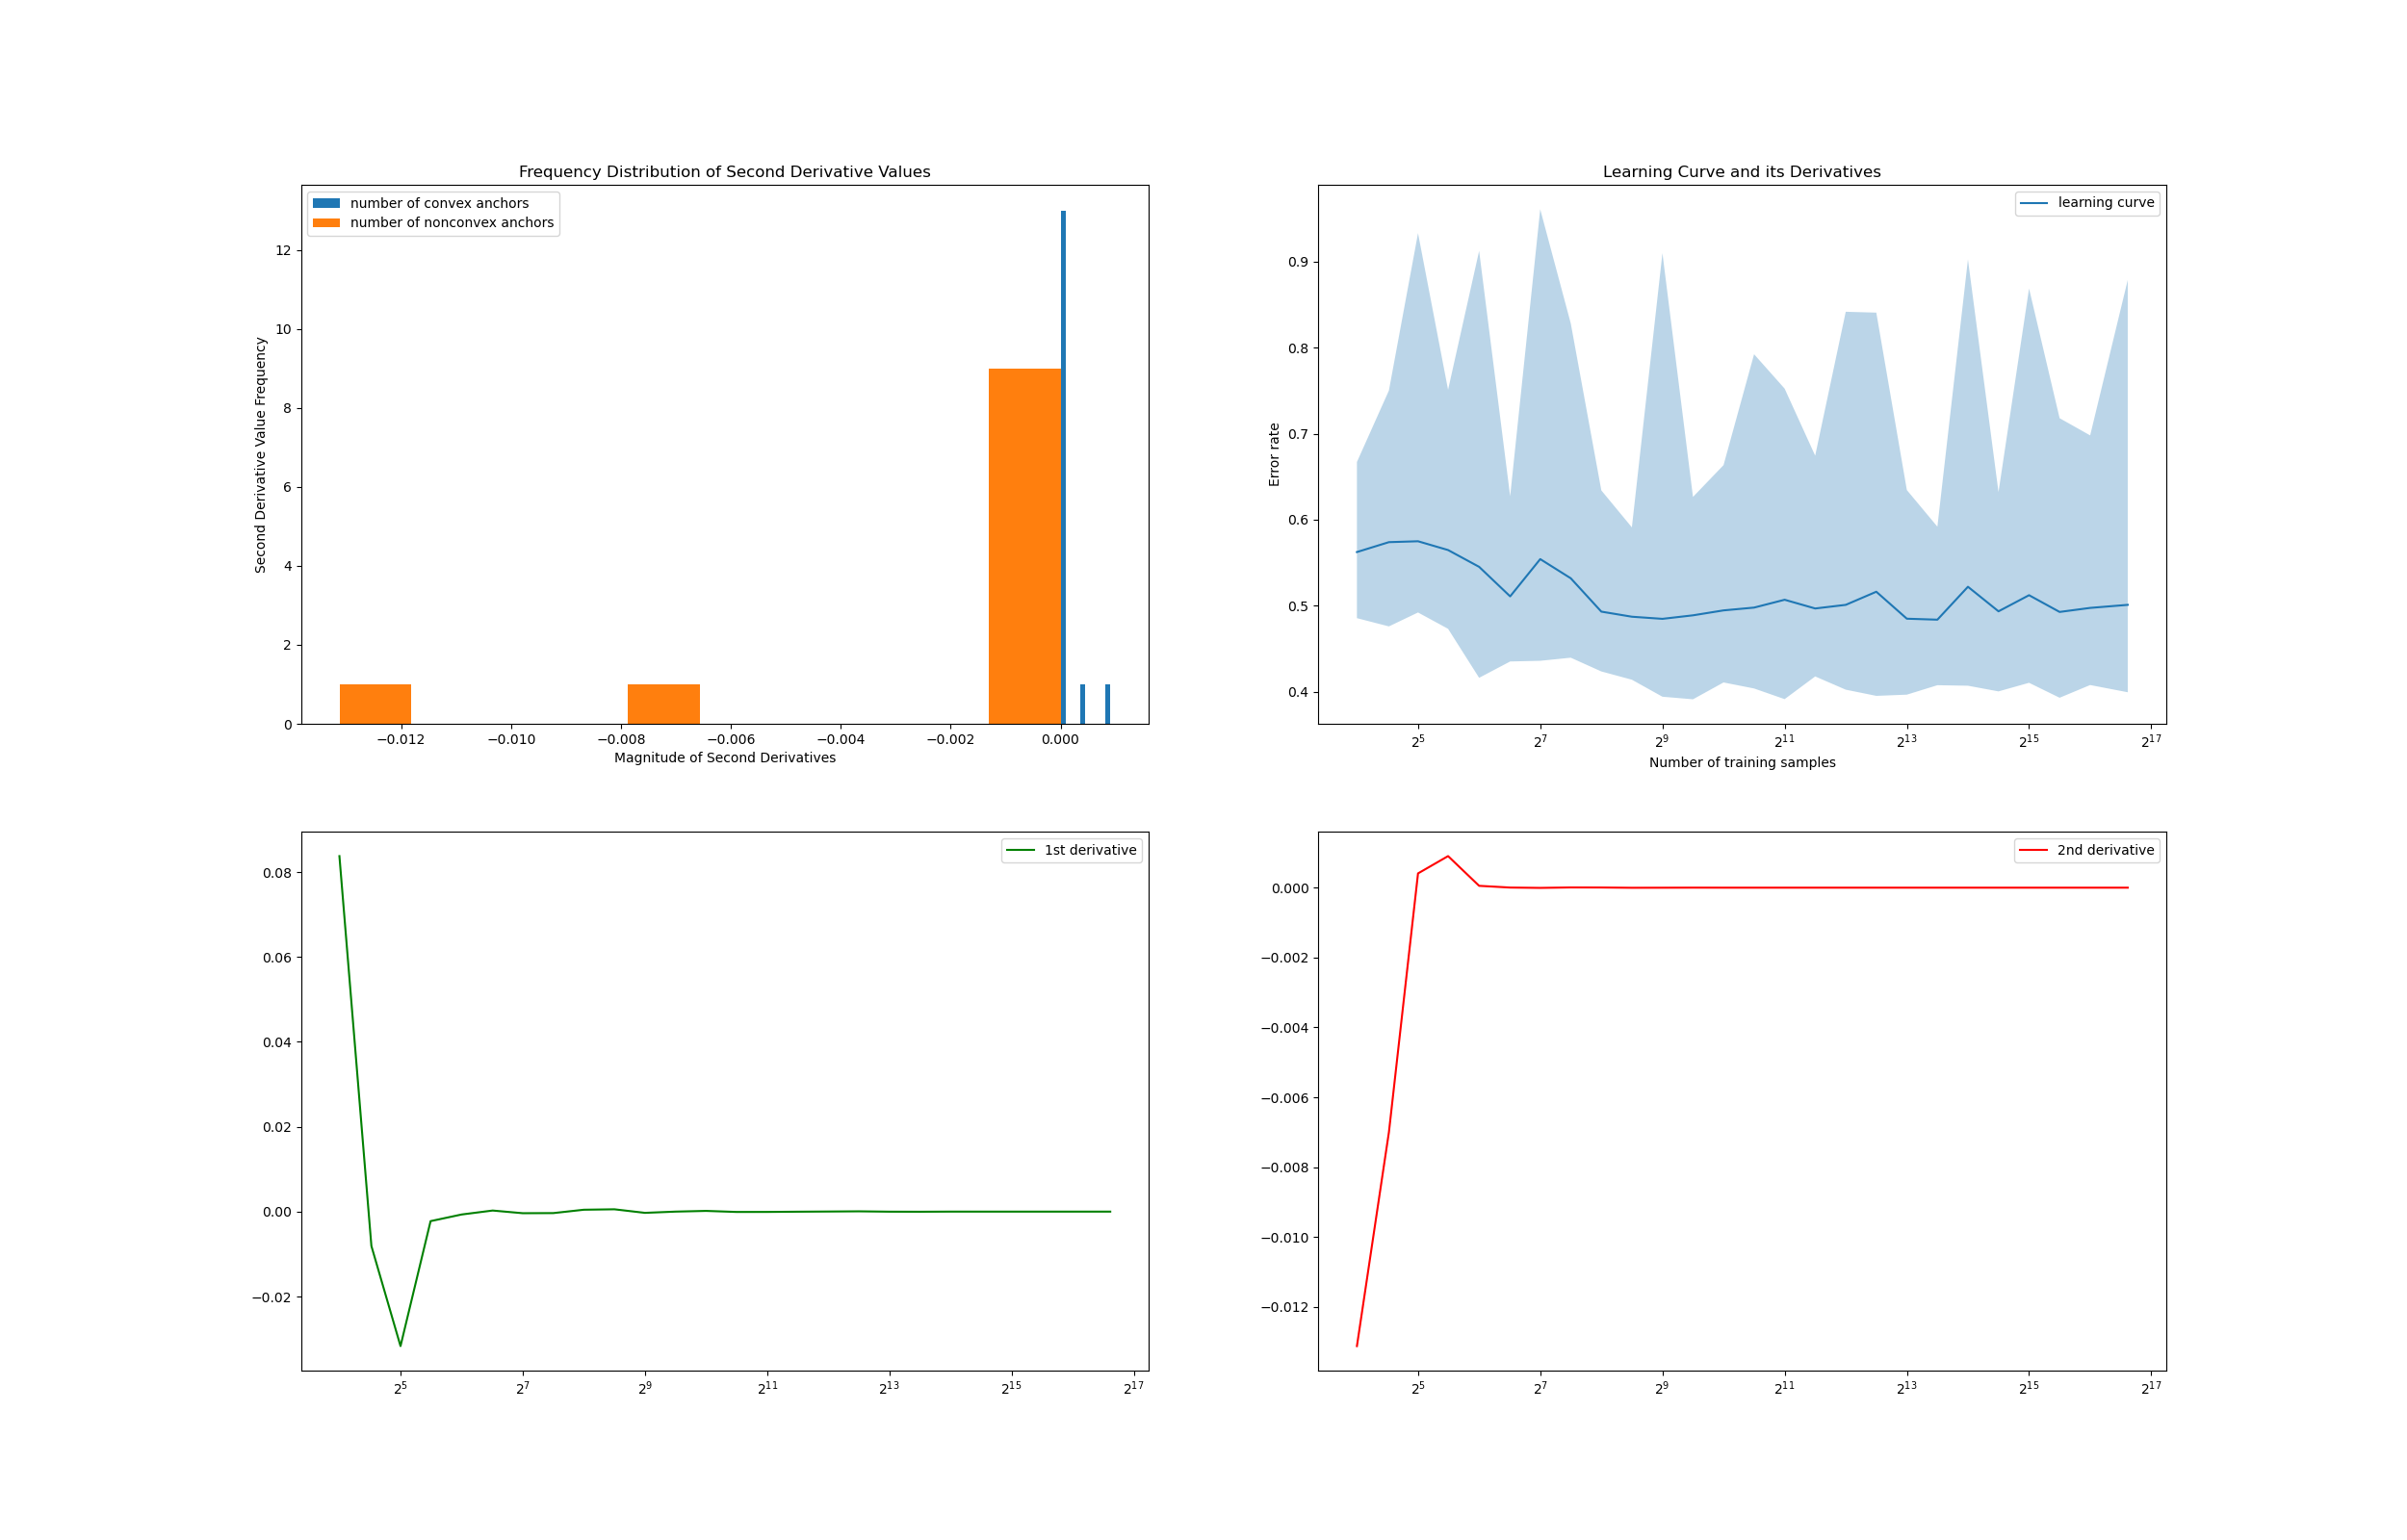 Frequency Distribution of Second Derivative Values
number of convex anchors
number of nonconvex anchors
12
10
8
6
4
2
0
Second Derivative Value Frequency
−0.012 −0.010 −0.008 −0.006 −0.004 −0.002 0.000
Magnitude of Second Derivatives
Learning Curve and its Derivatives
learning curve
0.9
0.8
0.7
0.6
0.5
0.4
Error rate
2^5 2^7 2^9 2^11 2^13 2^15 2^17
Number of training samples
1st derivative
0.08
0.06
0.04
0.02
0.00
−0.02
2^5 2^7 2^9 2^11 2^13 2^15 2^17
2nd derivative
0.000
−0.002
−0.004
−0.006
−0.008
−0.010
−0.012
2^5 2^7 2^9 2^11 2^13 2^15 2^17